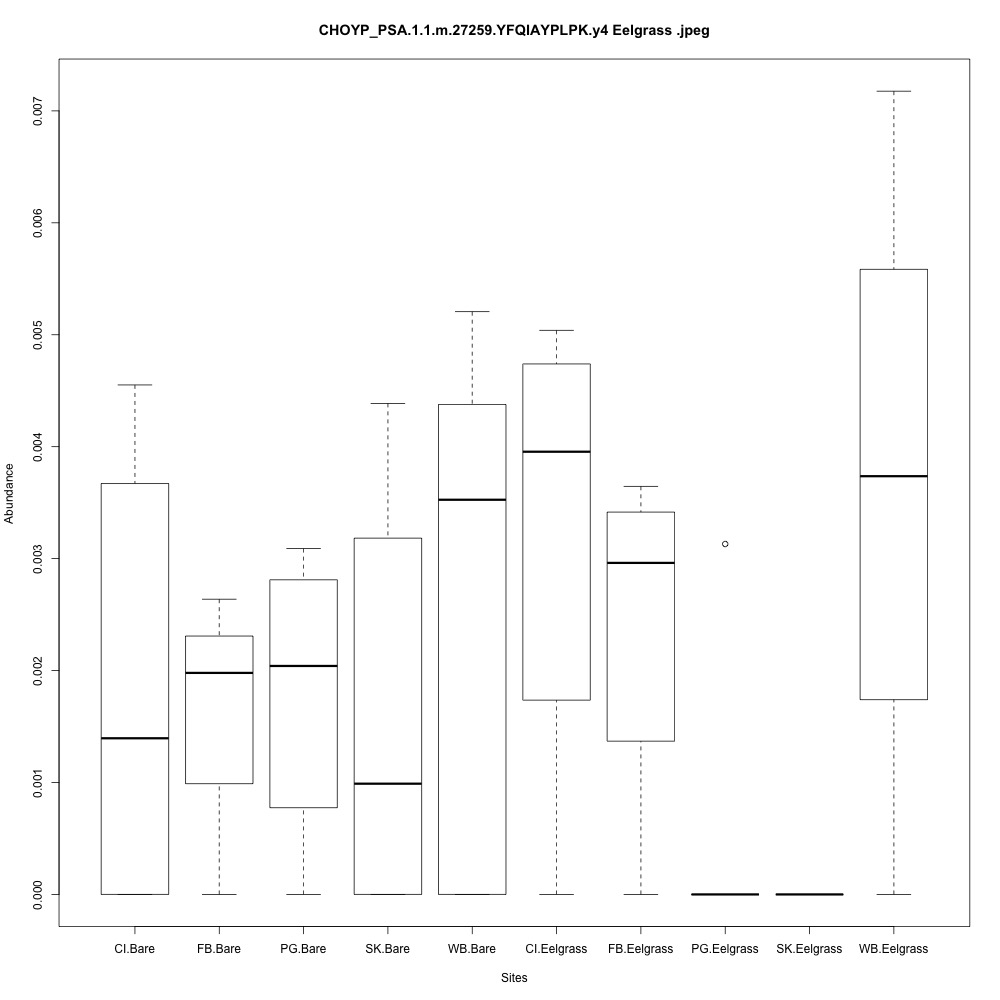 CHOYP_PSA.1.1.m.27259.YFQIAYPLPK.y4 Eelgrass .jpeg
0.007
0.006
0.005
0.004
0.003
0.002
0.001
0.000
Abundance
CI.Bare FB.Bare PG.Bare SK.Bare WB.Bare CI.Eelgrass FB.Eelgrass PG.Eelgrass SK.Eelgrass WB.Eelgrass
Sites